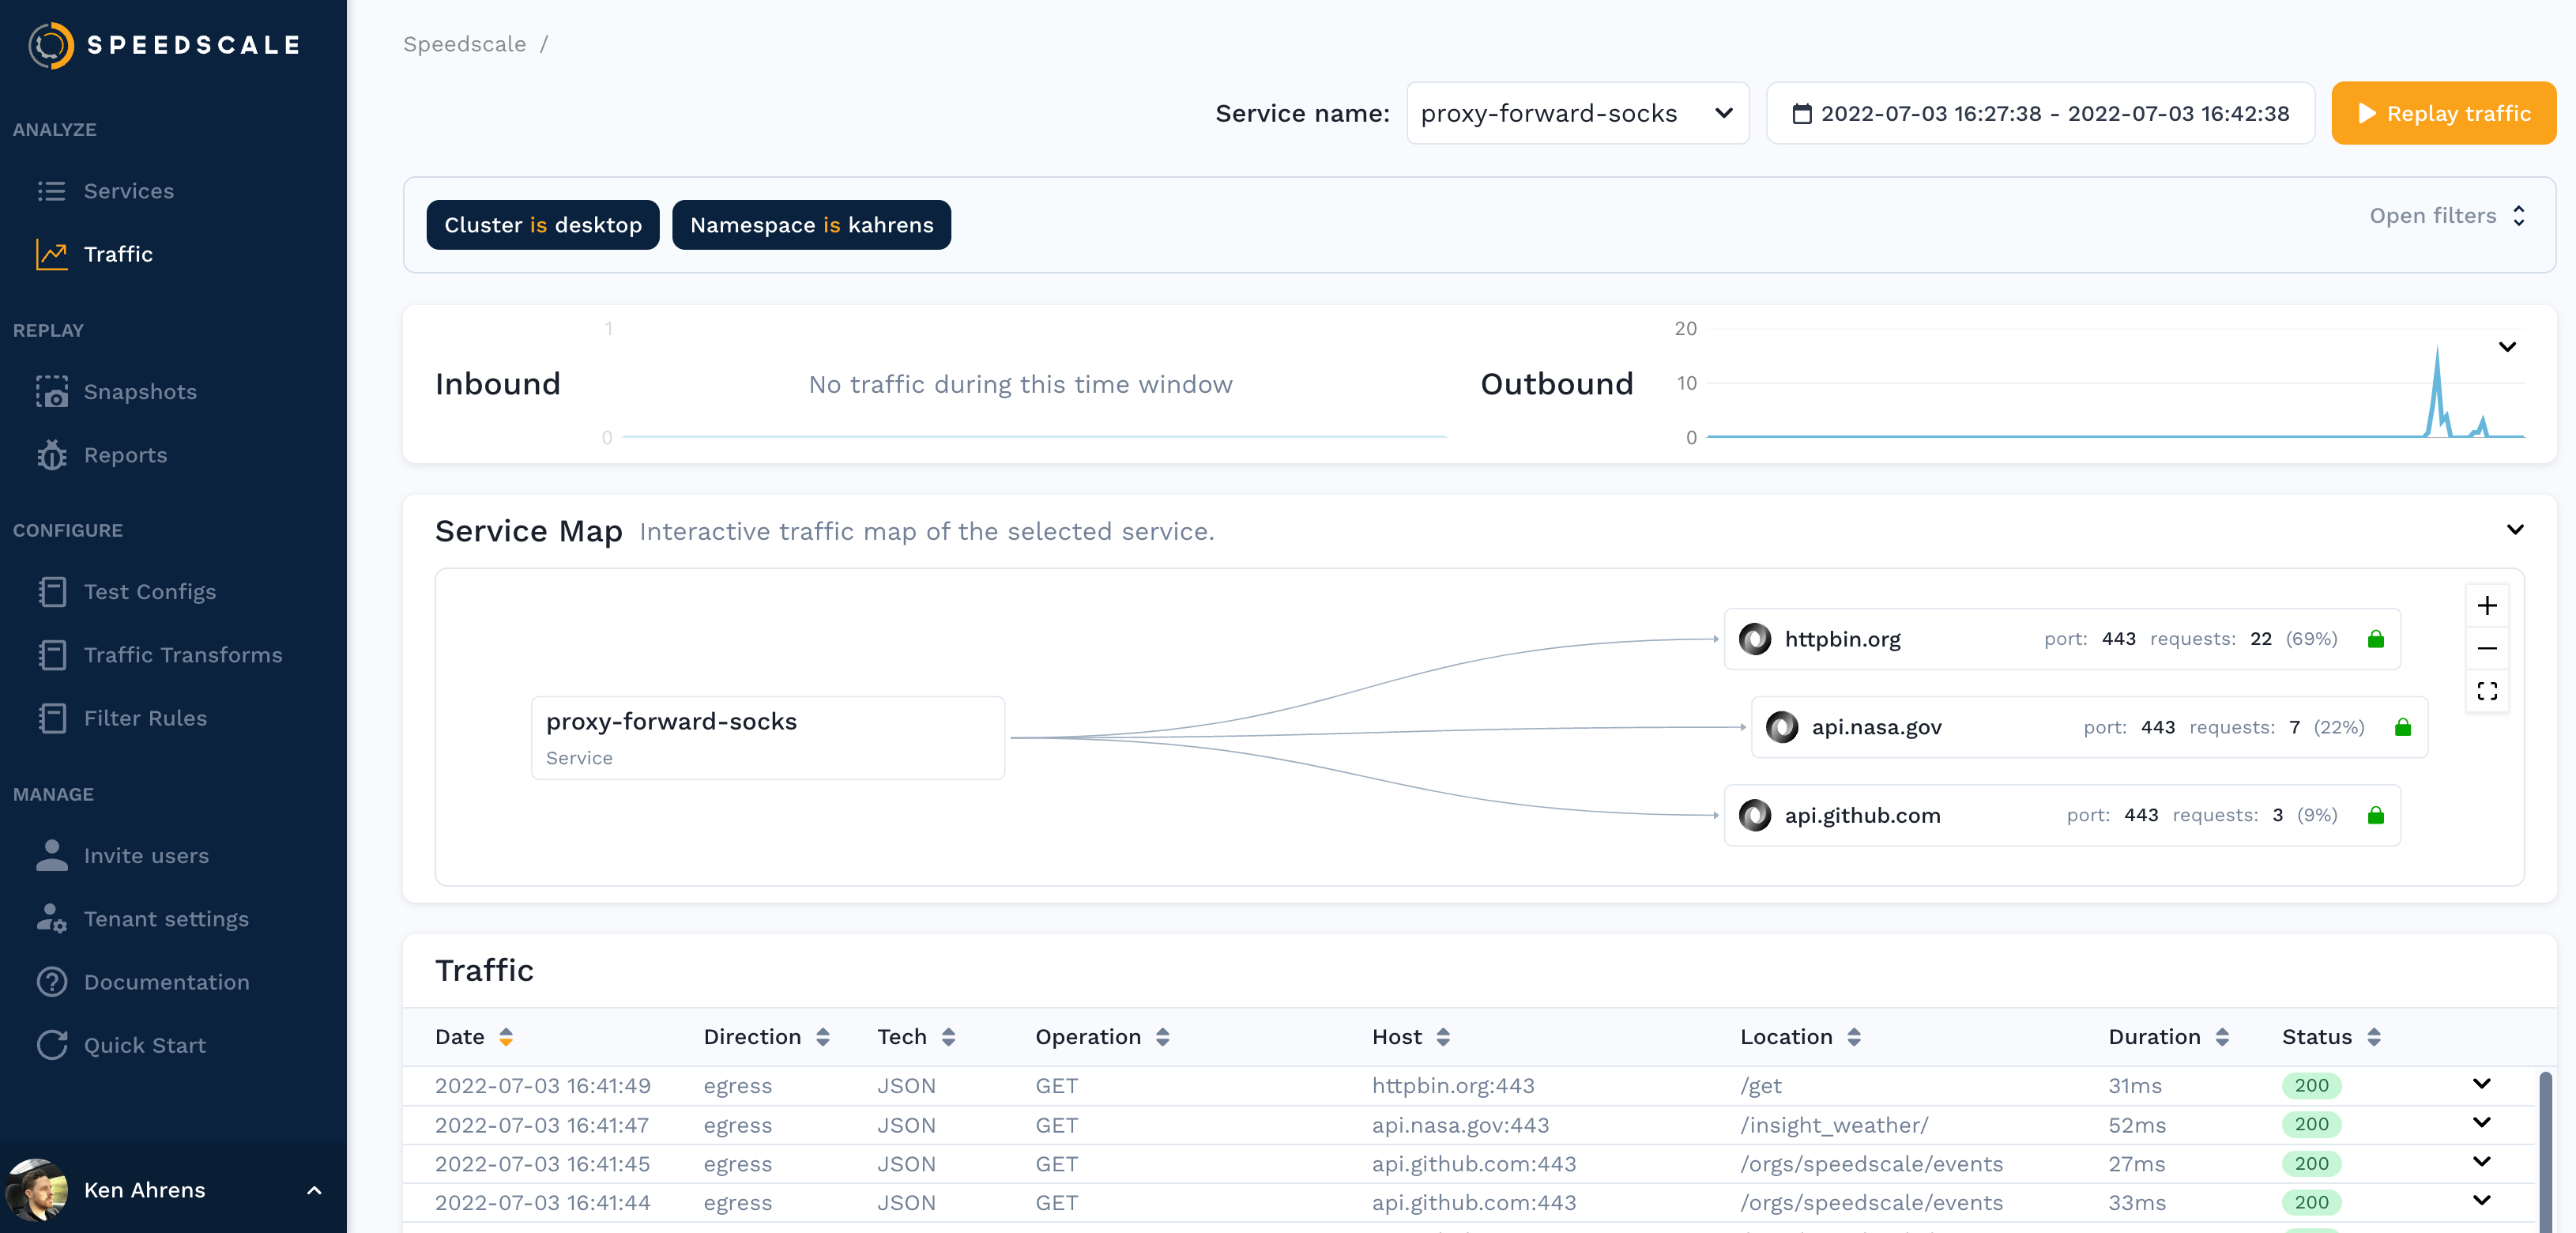 SPEEDSCALE
ANALYZE
Services
Traffic
REPLAY
Snapshots
Reports
CONFIGURE
Test Configs
Traffic Transforms
Filter Rules
MANAGE
Invite users
Tenant settings
Documentation
Quick Start
Ken Ahrens
Speedscale /
Service name: proxy-forward-socks 2022-07-03 16:27:38 - 2022-07-03 16:42:38 Replay traffic
Cluster is desktop Namespace is kahrens Open filters
Inbound
1
No traffic during this time window
0
Outbound
20
10
0
Service Map Interactive traffic map of the selected service.
proxy-forward-socks
Service
httpbin.org port: 443 requests: 22 (69%)
api.nasa.gov port: 443 requests: 7 (22%)
api.github.com port: 443 requests: 3 (9%)
Traffic
Date Direction Tech Operation Host Location Duration Status
2022-07-03 16:41:49 egress JSON GET httpbin.org:443 /get 31ms 200
2022-07-03 16:41:47 egress JSON GET api.nasa.gov:443 /insight_weather/ 52ms 200
2022-07-03 16:41:45 egress JSON GET api.github.com:443 /orgs/speedscale/events 27ms 200
2022-07-03 16:41:44 egress JSON GET api.github.com:443 /orgs/speedscale/events 33ms 200